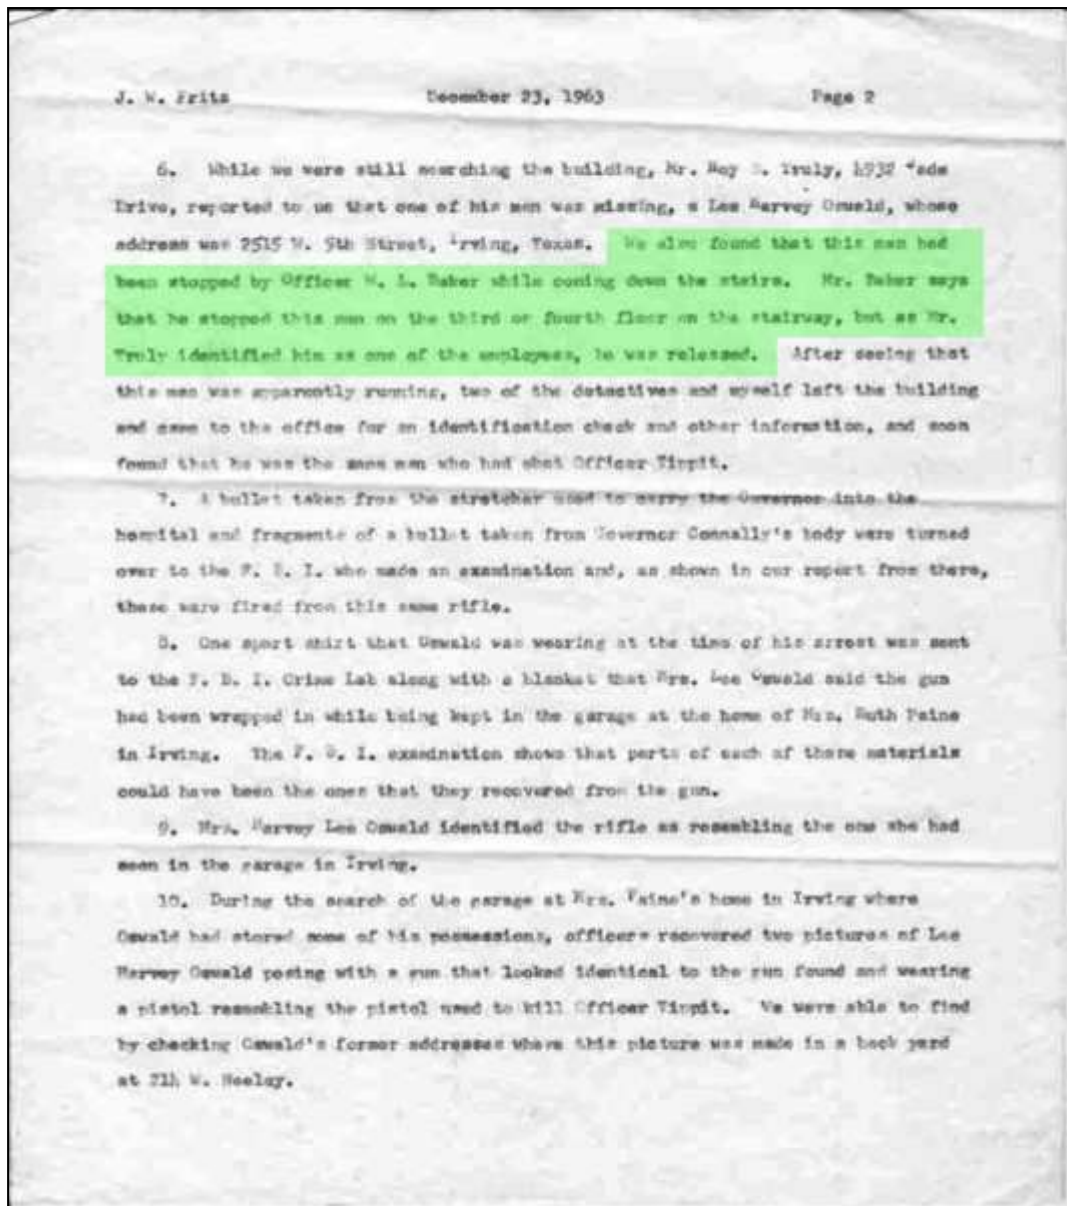 J. W. Fritz December 23, 1963 Page 2
6. While we were still searching the building, Mr. Roy S. Truly, 4932 Jade
Drive, reported to us that one of his men was missing, a Lee Harvey Oswald, whose
address was 2515 W. 5th Street, Irving, Texas. We also found that this man had
been stopped by Officer M. L. Baker while coming down the stairs. Mr. Baker says
that he stopped this man on the third or fourth floor on the stairway, but as Mr.
Truly identified him as one of the employees, he was released. After seeing that
this man was apparently running, two of the detectives and myself left the building
and came to the office for an identification check and other information, and soon
found that he was the same man who had shot Officer Tippit.
7. A bullet taken from the stretcher used to carry the Governor into the
hospital and fragments of a bullet taken from Governor Connally's body were turned
over to the F. B. I. who made an examination and, as shown in our report from there,
these were fired from this same rifle.
8. One sport shirt that Oswald was wearing at the time of his arrest was sent
to the F. B. I. Crime Lab along with a blanket that Mrs. Lee Oswald said the gun
had been wrapped in while being kept in the garage at the home of Mrs. Ruth Paine
in Irving. The F. B. I. examination shows that parts of each of these materials
could have been the ones that they recovered from the gun.
9. Mrs. Harvey Lee Oswald identified the rifle as resembling the one she had
seen in the garage in Irving.
10. During the search of the garage at Mrs. Paine's home in Irving where
Oswald had stored some of his possessions, officers recovered two pictures of Lee
Harvey Oswald posing with a gun that looked identical to the gun found and wearing
a pistol resembling the pistol used to kill Officer Tippit. We were able to find
by checking Oswald's former addresses where this picture was made in a back yard
at 214 W. Neeley.